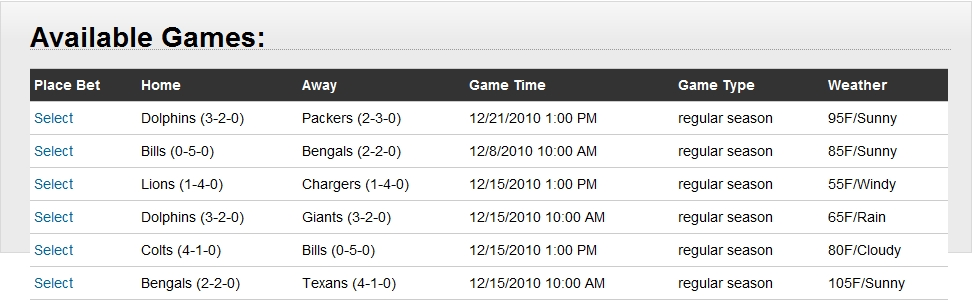 Available Games:
Place Bet Home Away Game Time Game Type Weather
Select Dolphins (3-2-0) Packers (2-3-0) 12/21/2010 1:00 PM regular season 95F/Sunny
Select Bills (0-5-0) Bengals (2-2-0) 12/8/2010 10:00 AM regular season 85F/Sunny
Select Lions (1-4-0) Chargers (1-4-0) 12/15/2010 1:00 PM regular season 55F/Windy
Select Dolphins (3-2-0) Giants (3-2-0) 12/15/2010 10:00 AM regular season 65F/Rain
Select Colts (4-1-0) Bills (0-5-0) 12/15/2010 1:00 PM regular season 80F/Cloudy
Select Bengals (2-2-0) Texans (4-1-0) 12/15/2010 10:00 AM regular season 105F/Sunny